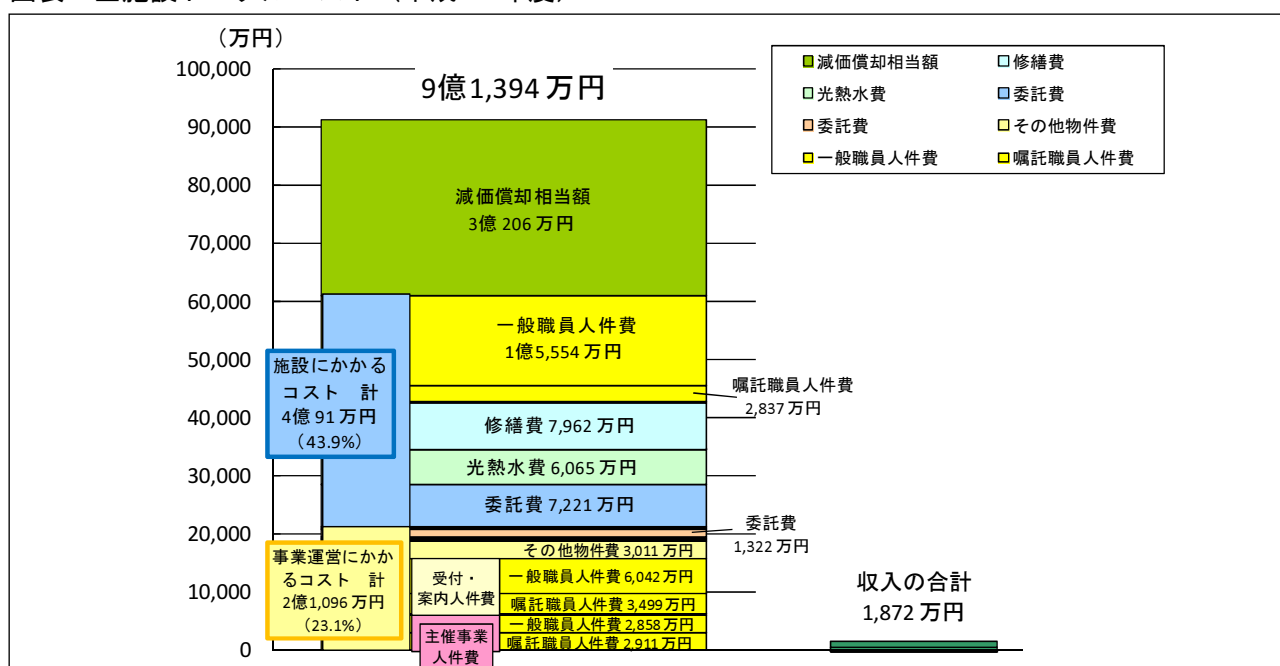 （万円）
100,000
90,000
80,000
70,000
60,000
50,000
40,000
30,000
20,000
10,000
0
9億1,394 万円
減価償却相当額
修繕費
光熱水費
委託費
委託費
その他物件費
一般職員人件費
嘱託職員人件費
減価償却相当額
3億 206 万円
一般職員人件費
1億5,554 万円
嘱託職員人件費
2,837 万円
修繕費 7,962 万円
光熱水費 6,065 万円
委託費 7,221 万円
委託費
1,322 万円
その他物件費 3,011 万円
受付・
案内人件費
一般職員人件費 6,042 万円
嘱託職員人件費 3,499 万円
主催事業
人件費
一般職員人件費 2,858 万円
嘱託職員人件費 2,911 万円
施設にかかる
コスト　計
4億 91 万円
（43.9%）
事業運営にかか
るコスト　計
2億1,096 万円
（23.1%）
収入の合計
1,872 万円